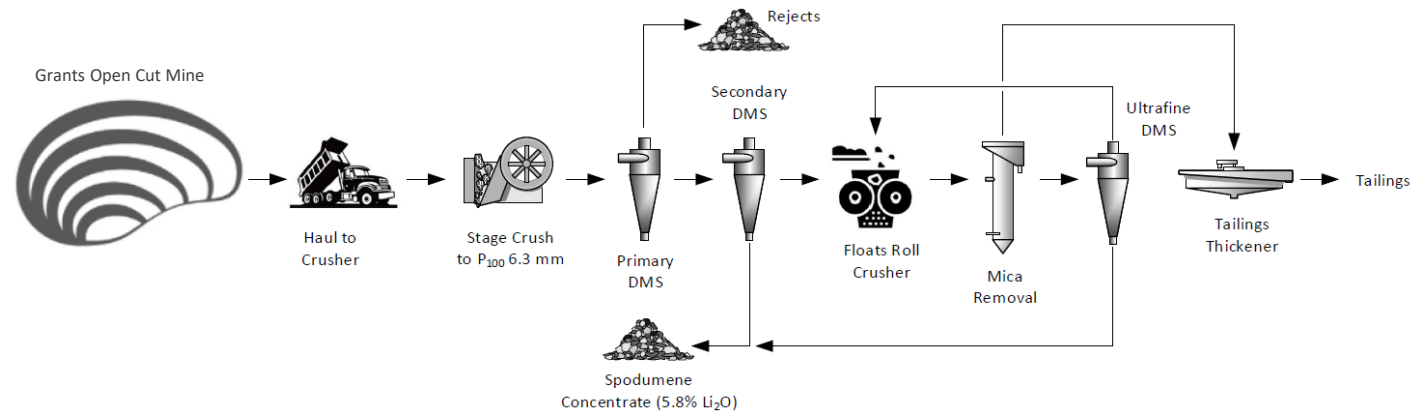 Grants Open Cut Mine
Haul to
Crusher
Stage Crush
to P₁₀₀ 6.3 mm
Primary
DMS
Rejects
Secondary
DMS
Spodumene
Concentrate (5.8% Li₂O)
Floats Roll
Crusher
Mica
Removal
Ultrafine
DMS
Tailings
Thickener
Tailings